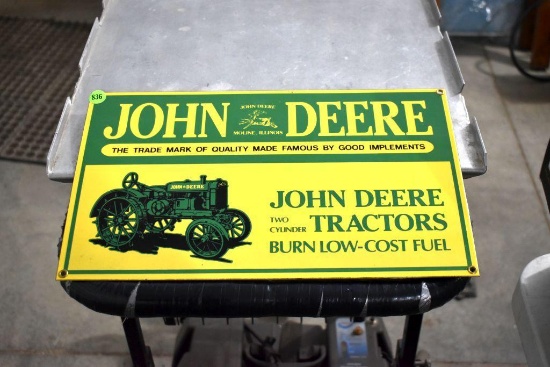 836
JOHN DEERE
JOHN DEERE
MOLINE, ILLINOIS
THE TRADE MARK OF QUALITY MADE FAMOUS BY GOOD IMPLEMENTS
JOHN DEERE
JOHN DEERE
TWO CYLINDER TRACTORS
BURN LOW-COST FUEL